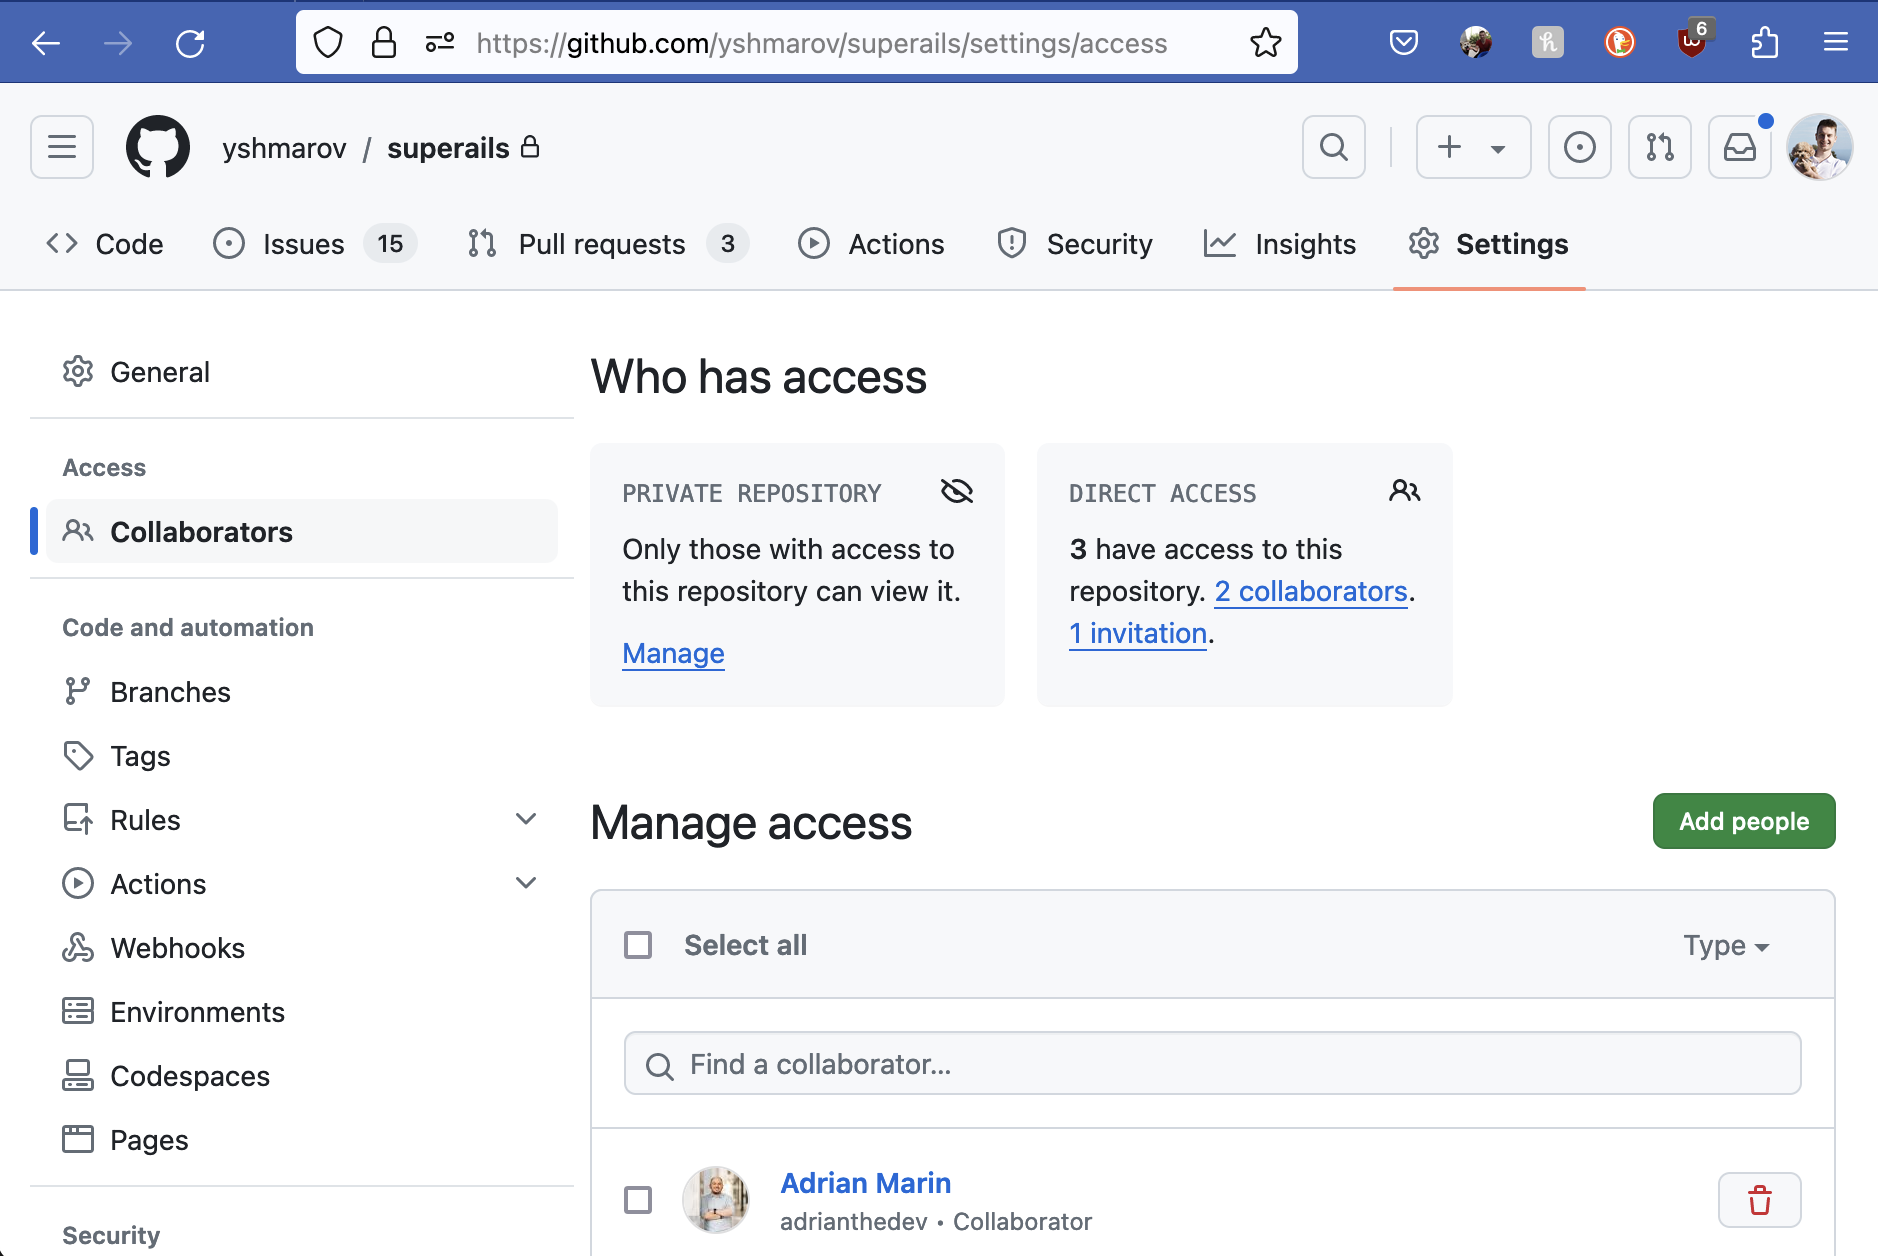 https://github.com/yshmarov/superails/settings/access
6
yshmarov / superails
Code
Issues 15
Pull requests 3
Actions
Security
Insights
Settings
General
Access
Collaborators
Code and automation
Branches
Tags
Rules
Actions
Webhooks
Environments
Codespaces
Pages
Security
Who has access
PRIVATE REPOSITORY
Only those with access to
this repository can view it.
Manage
DIRECT ACCESS
3 have access to this
repository. 2 collaborators.
1 invitation.
Manage access
Add people
Select all
Type
Find a collaborator...
Adrian Marin
adrianthedev • Collaborator